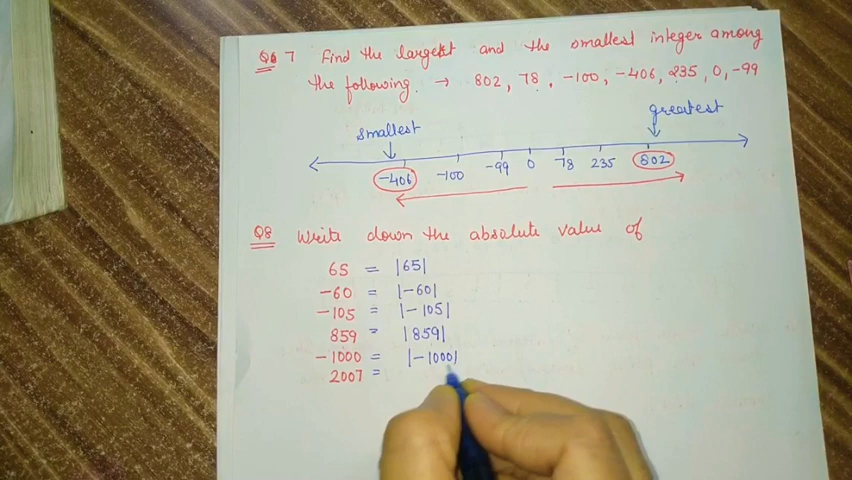 Q6 7 Find the largest and the smallest integer among
the following. → 802, 78, -100, -406, 235, 0, -99
smallest greatest
-406 -100 -99 0 78 235 802
Q8 Write down the absolute value of
65 = |65|
-60 = |-60|
-105 = |-105|
859 = |859|
-1000 = |-1000|
2007 =